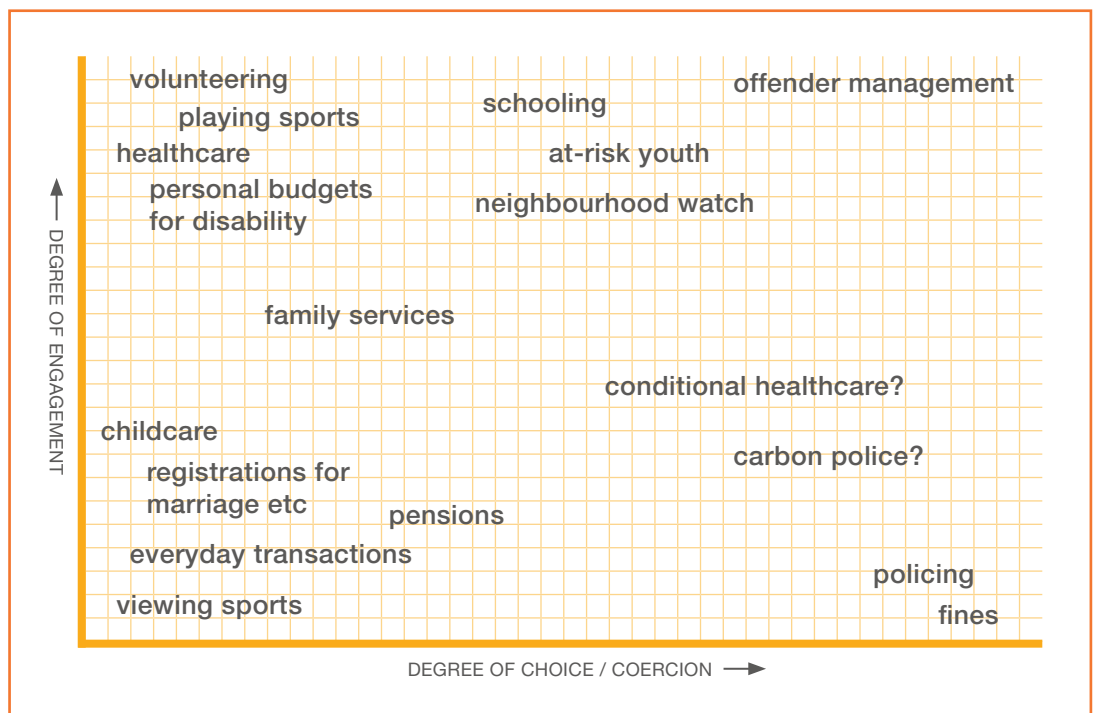 volunteering
offender management
schooling
playing sports
healthcare
at-risk youth
personal budgets
for disability
neighbourhood watch
family services
conditional healthcare?
childcare
carbon police?
registrations for
marriage etc
pensions
everyday transactions
policing
viewing sports
fines
DEGREE OF ENGAGEMENT
DEGREE OF CHOICE / COERCION